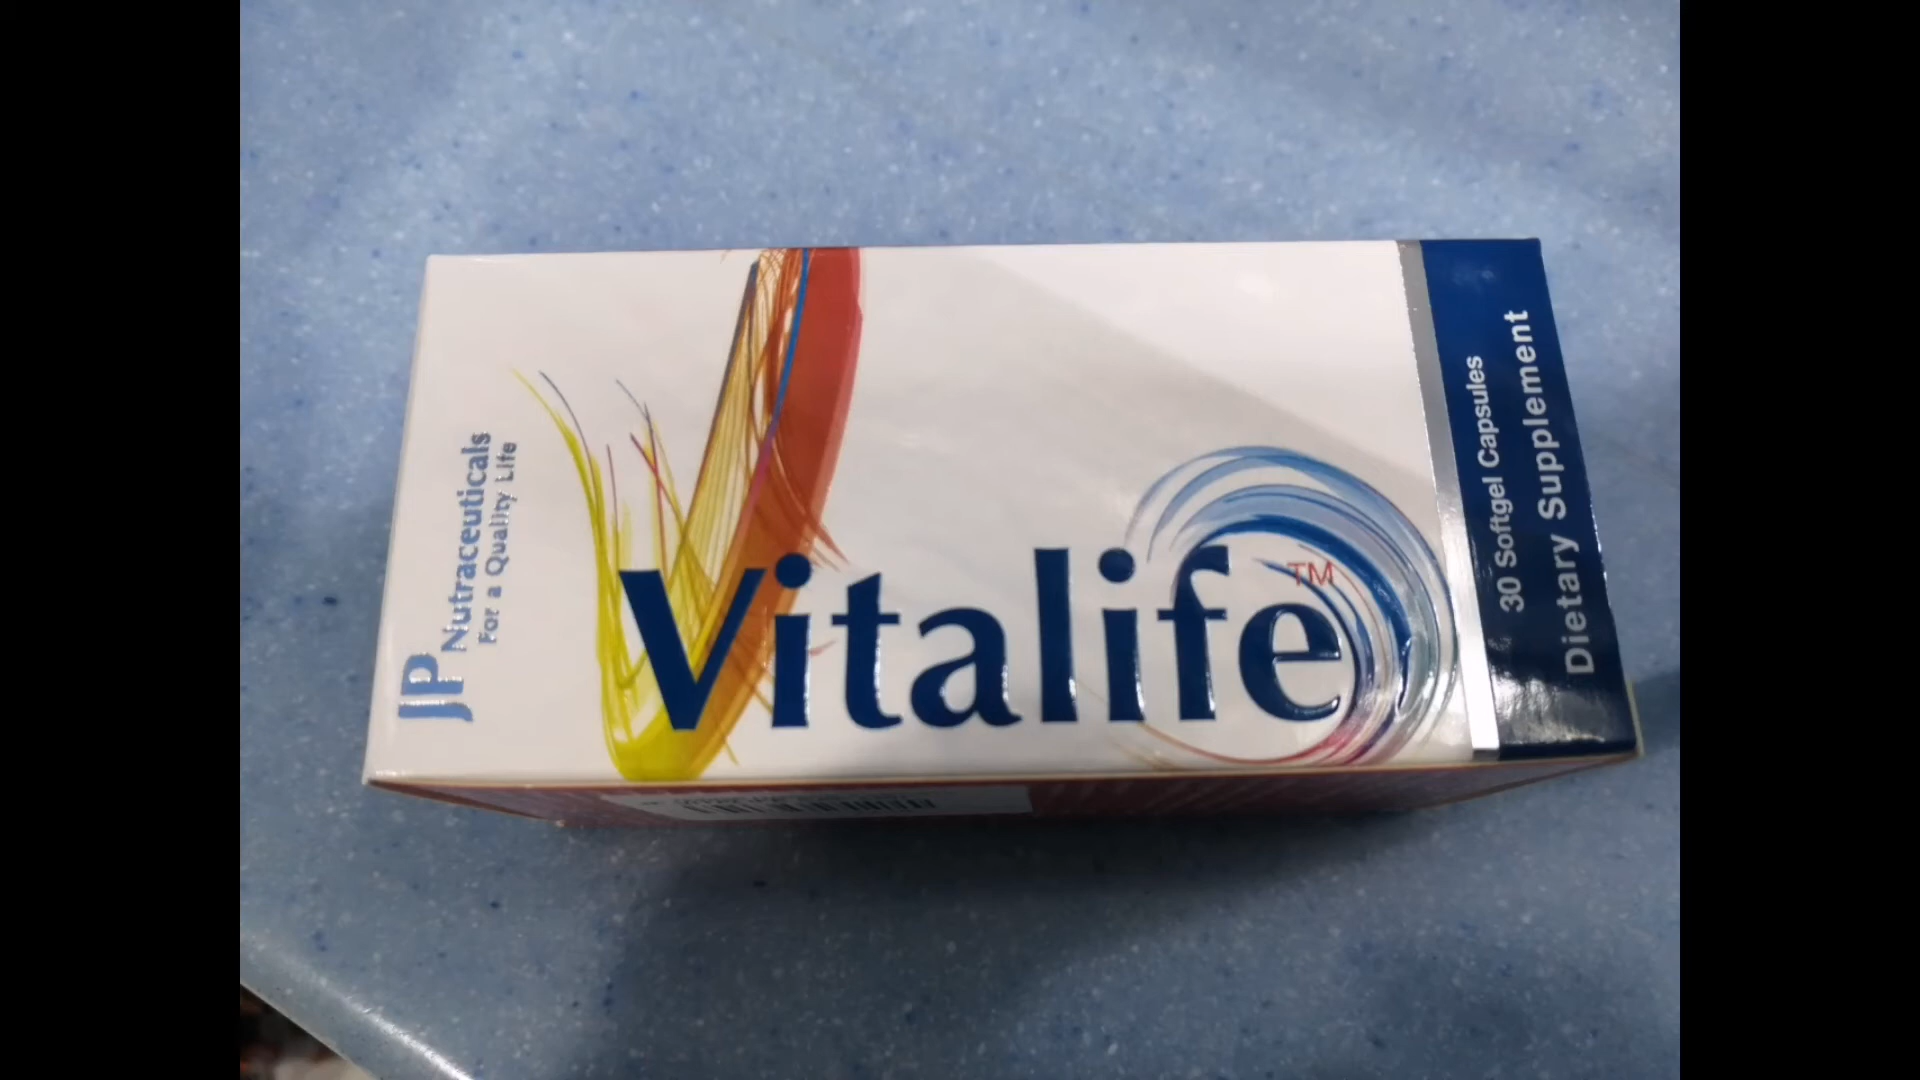 JP Nutraceuticals
For a Quality Life
Vitalife™
30 Softgel Capsules
Dietary Supplement